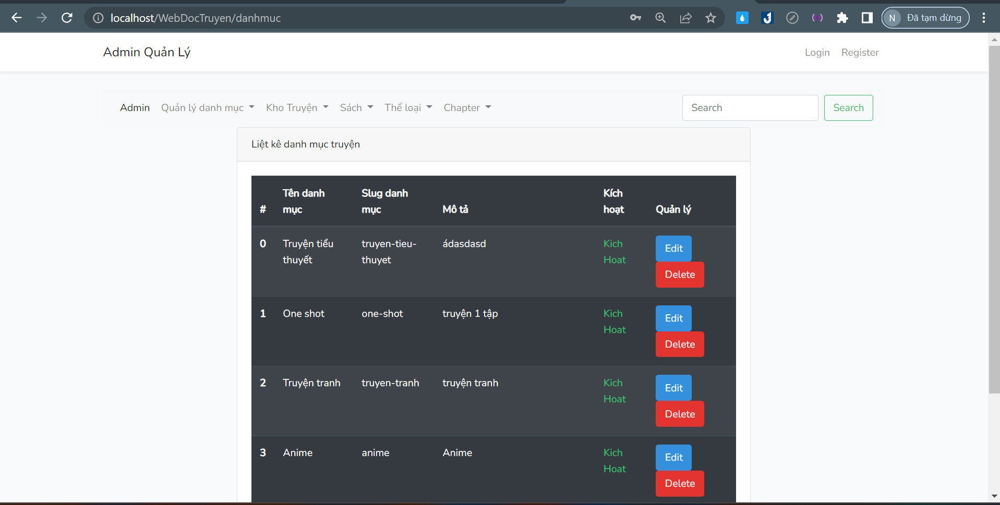 localhost/WebDocTruyen/danhmuc
N Đã tạm dừng
Admin Quản Lý
Login Register
Admin Quản lý danh mục Kho Truyện Sách Thể loại Chapter Search Search
Liệt kê danh mục truyện
# Tên danh mục Slug danh mục Mô tả Kích hoạt Quản lý
0 Truyện tiểu thuyết truyen-tieu-thuyet ádasdasd Kich Hoat Edit
Delete
1 One shot one-shot truyện 1 tập Kich Hoat Edit
Delete
2 Truyện tranh truyen-tranh truyện tranh Kich Hoat Edit
Delete
3 Anime anime Anime Kich Hoat Edit
Delete